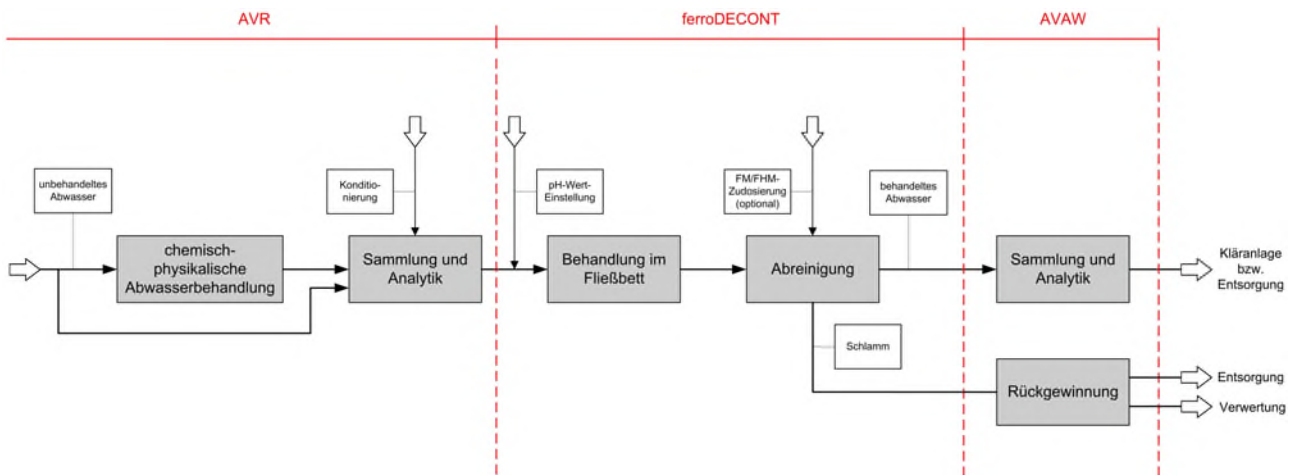 AVR
ferroDECONT
AVAW
unbehandeltes
Abwasser
Konditio-
nierung
pH-Wert-
Einstellung
FM/FHM-
Zudosierung
(optional)
behandeltes
Abwasser
chemisch-
physikalische
Abwasserbehandlung
Sammlung und
Analytik
Behandlung im
Fließbett
Abreinigung
Sammlung und
Analytik
Kläranlage
bzw.
Entsorgung
Schlamm
Rückgewinnung
Entsorgung
Verwertung